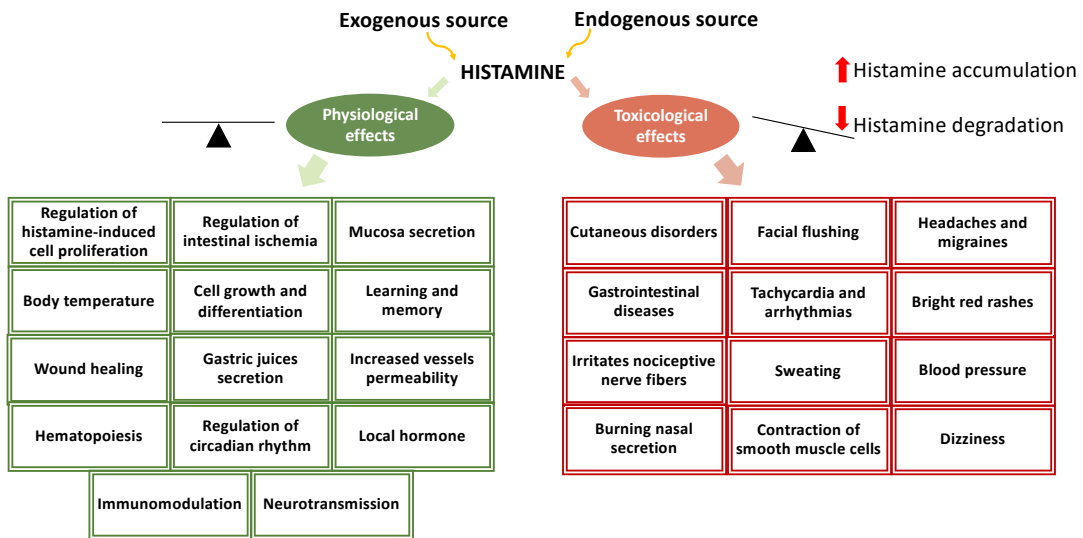 Exogenous source
Endogenous source
HISTAMINE
Histamine accumulation
Histamine degradation
Physiological
effects
Toxicological
effects
Regulation of
histamine-induced
cell proliferation
Regulation of
intestinal ischemia
Mucosa secretion
Body temperature
Cell growth and
differentiation
Learning and
memory
Wound healing
Gastric juices
secretion
Increased vessels
permeability
Hematopoiesis
Regulation of
circadian rhythm
Local hormone
Immunomodulation
Neurotransmission
Cutaneous disorders
Facial flushing
Headaches and
migraines
Gastrointestinal
diseases
Tachycardia and
arrhythmias
Bright red rashes
Irritates nociceptive
nerve fibers
Sweating
Blood pressure
Burning nasal
secretion
Contraction of
smooth muscle cells
Dizziness